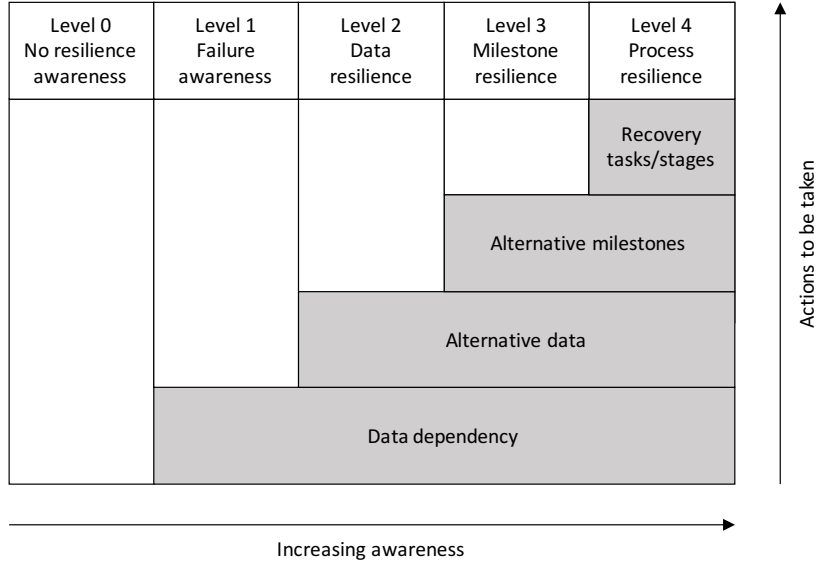 Level 0
No resilience
awareness
Level 1
Failure
awareness
Level 2
Data
resilience
Level 3
Milestone
resilience
Level 4
Process
resilience
Recovery
tasks/stages
Alternative milestones
Alternative data
Data dependency
Actions to be taken
Increasing awareness